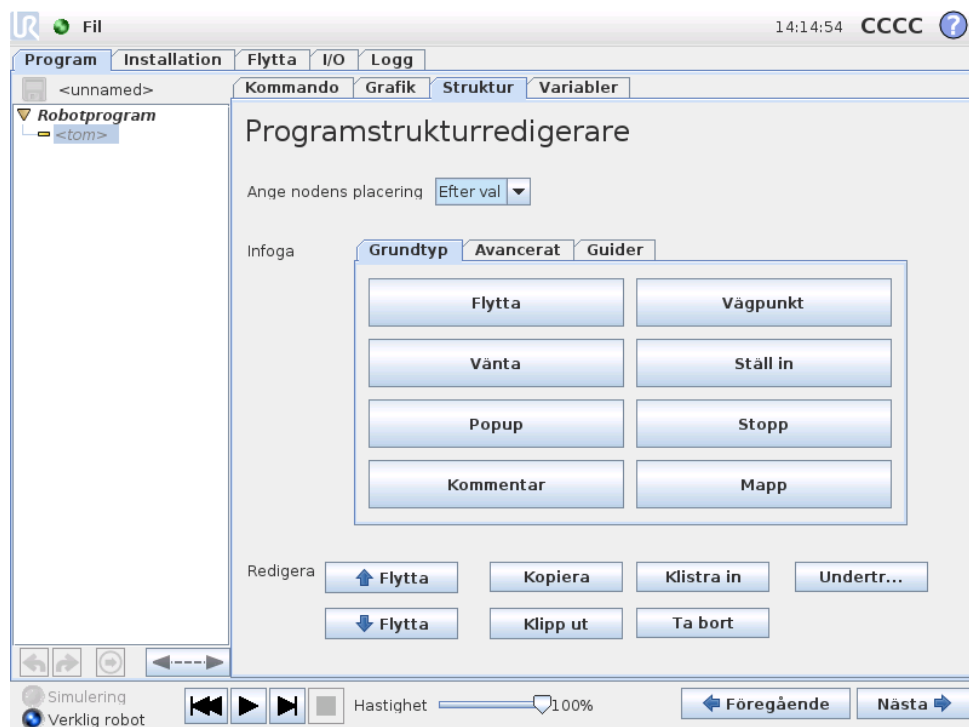 UR Fil 14:14:54 CCCC ?
Program Installation Flytta I/O Logg
<unnamed>
Kommando Grafik Struktur Variabler
Robotprogram
<tom>
Programstrukturredigerare
Ange nodens placering Efter val
Infoga
Grundtyp Avancerat Guider
Flytta Vägpunkt
Vänta Ställ in
Popup Stopp
Kommentar Mapp
Redigera
Flytta Kopiera Klistra in Undertr...
Flytta Klipp ut Ta bort
Simulering
Verklig robot
Hastighet 100%
Föregående Nästa